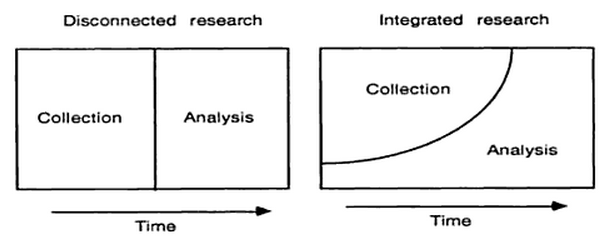 Disconnected research
Integrated research
Collection
Analysis
Collection
Analysis
Time
Time